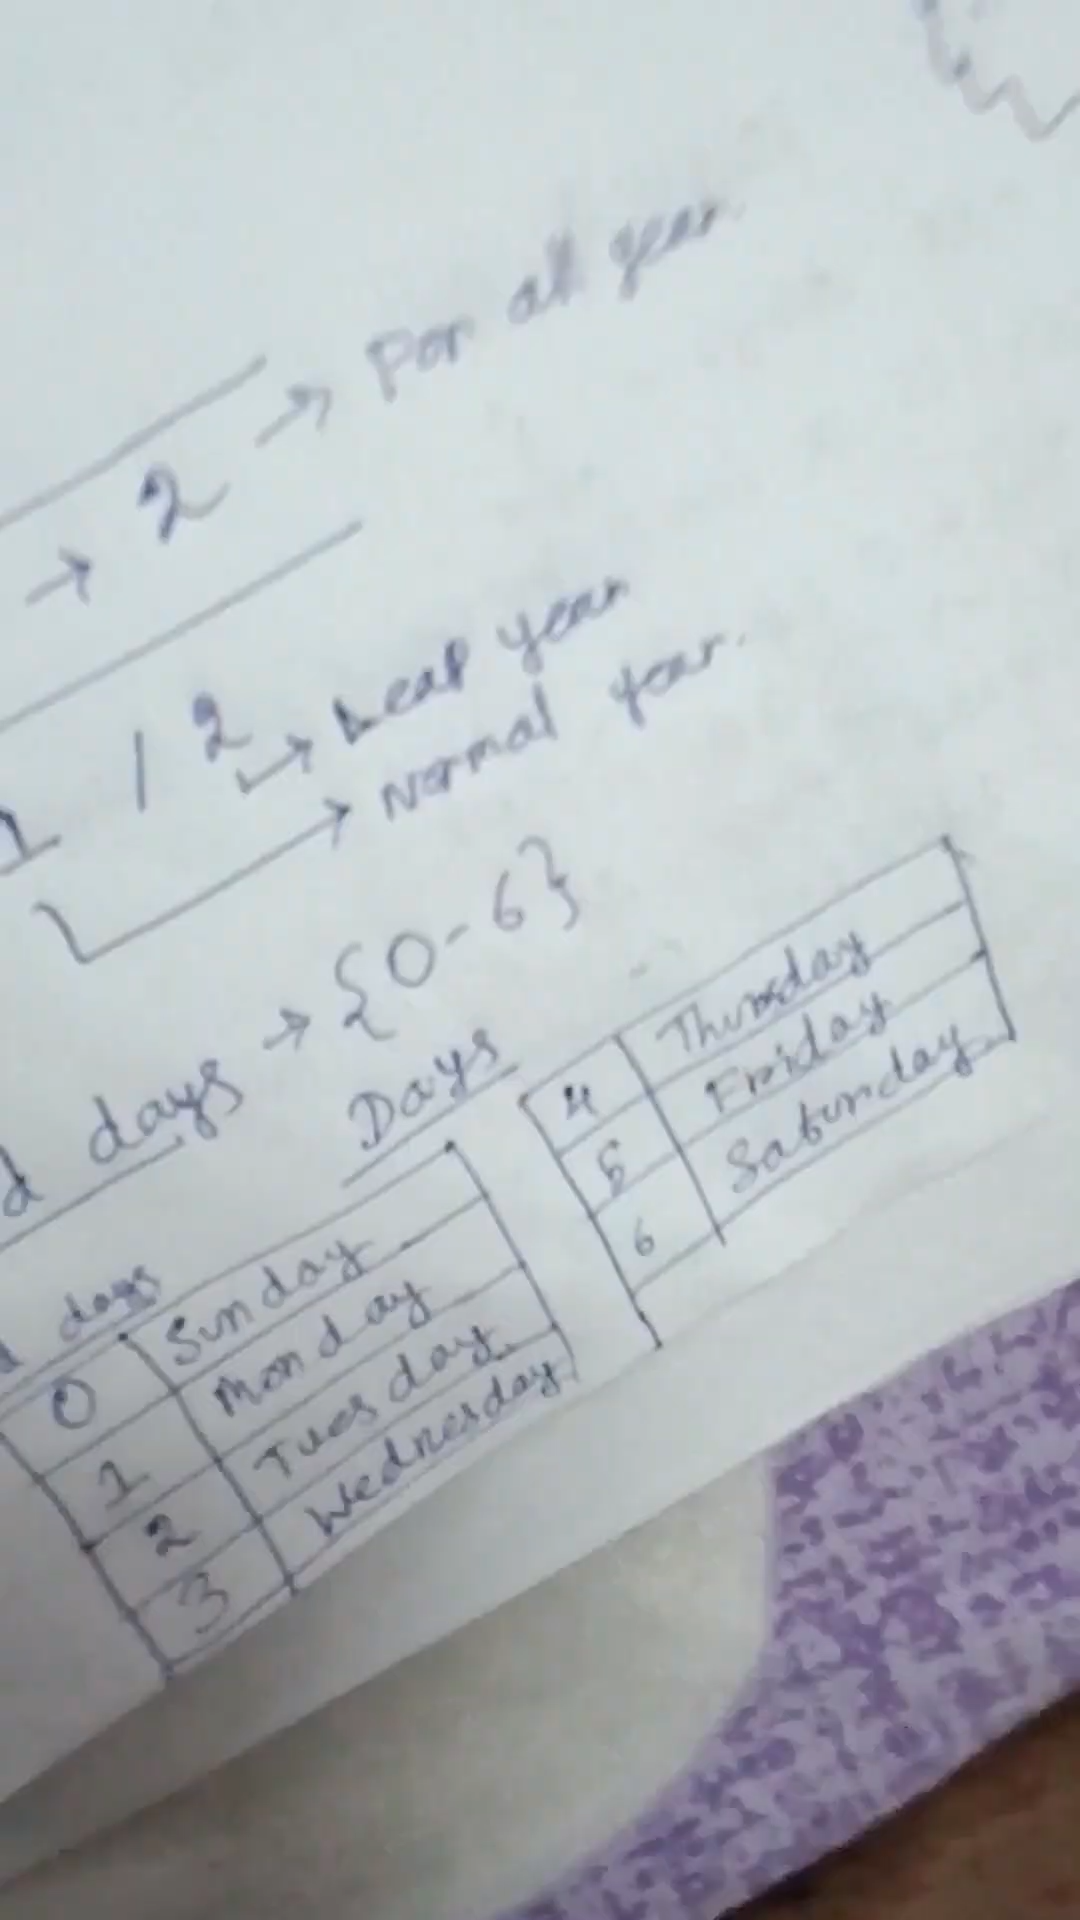 → 2 → For all year.
1 / 2 → Leap year
→ Normal year.
d days → {0-6}
days Days
0 Sunday
1 Monday
2 Tuesday
3 Wednesday
4 Thursday
5 Friday
6 Saturday